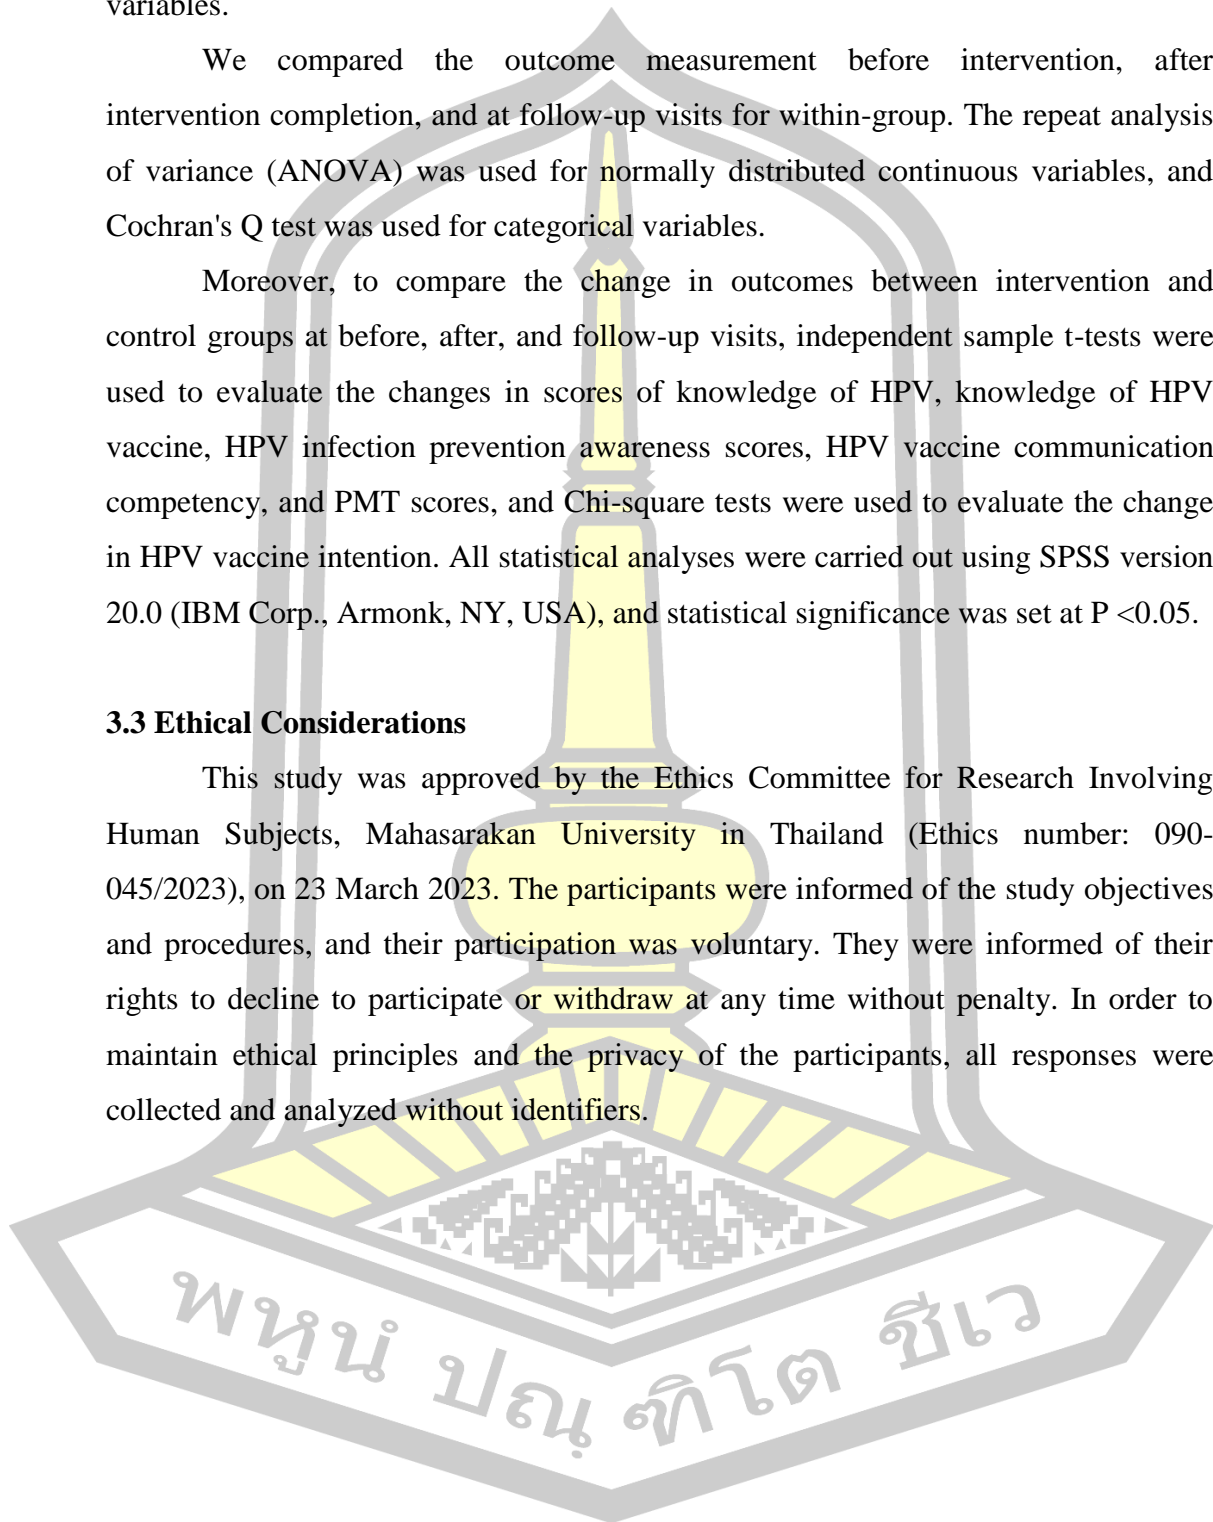 variables.
We compared the outcome measurement before intervention, after
intervention completion, and at follow-up visits for within-group. The repeat analysis
of variance (ANOVA) was used for normally distributed continuous variables, and
Cochran's Q test was used for categorical variables.
Moreover, to compare the change in outcomes between intervention and
control groups at before, after, and follow-up visits, independent sample t-tests were
used to evaluate the changes in scores of knowledge of HPV, knowledge of HPV
vaccine, HPV infection prevention awareness scores, HPV vaccine communication
competency, and PMT scores, and Chi-square tests were used to evaluate the change
in HPV vaccine intention. All statistical analyses were carried out using SPSS version
20.0 (IBM Corp., Armonk, NY, USA), and statistical significance was set at P <0.05.
3.3 Ethical Considerations
This study was approved by the Ethics Committee for Research Involving
Human Subjects, Mahasarakan University in Thailand (Ethics number: 090-
045/2023), on 23 March 2023. The participants were informed of the study objectives
and procedures, and their participation was voluntary. They were informed of their
rights to decline to participate or withdraw at any time without penalty. In order to
maintain ethical principles and the privacy of the participants, all responses were
collected and analyzed without identifiers.
พหูนํ ปณฺฑิโต ชีเว